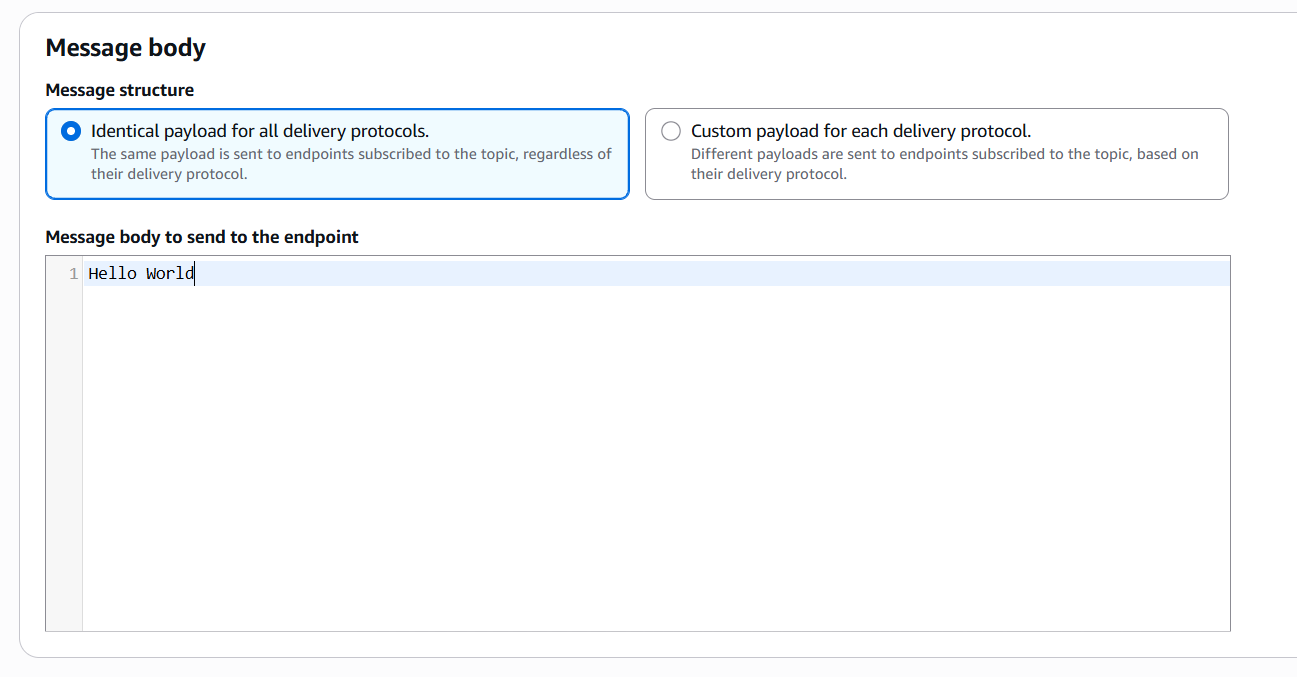 Message body
Message structure
Identical payload for all delivery protocols.
The same payload is sent to endpoints subscribed to the topic, regardless of
their delivery protocol.
Custom payload for each delivery protocol.
Different payloads are sent to endpoints subscribed to the topic, based on
their delivery protocol.
Message body to send to the endpoint
1 Hello World